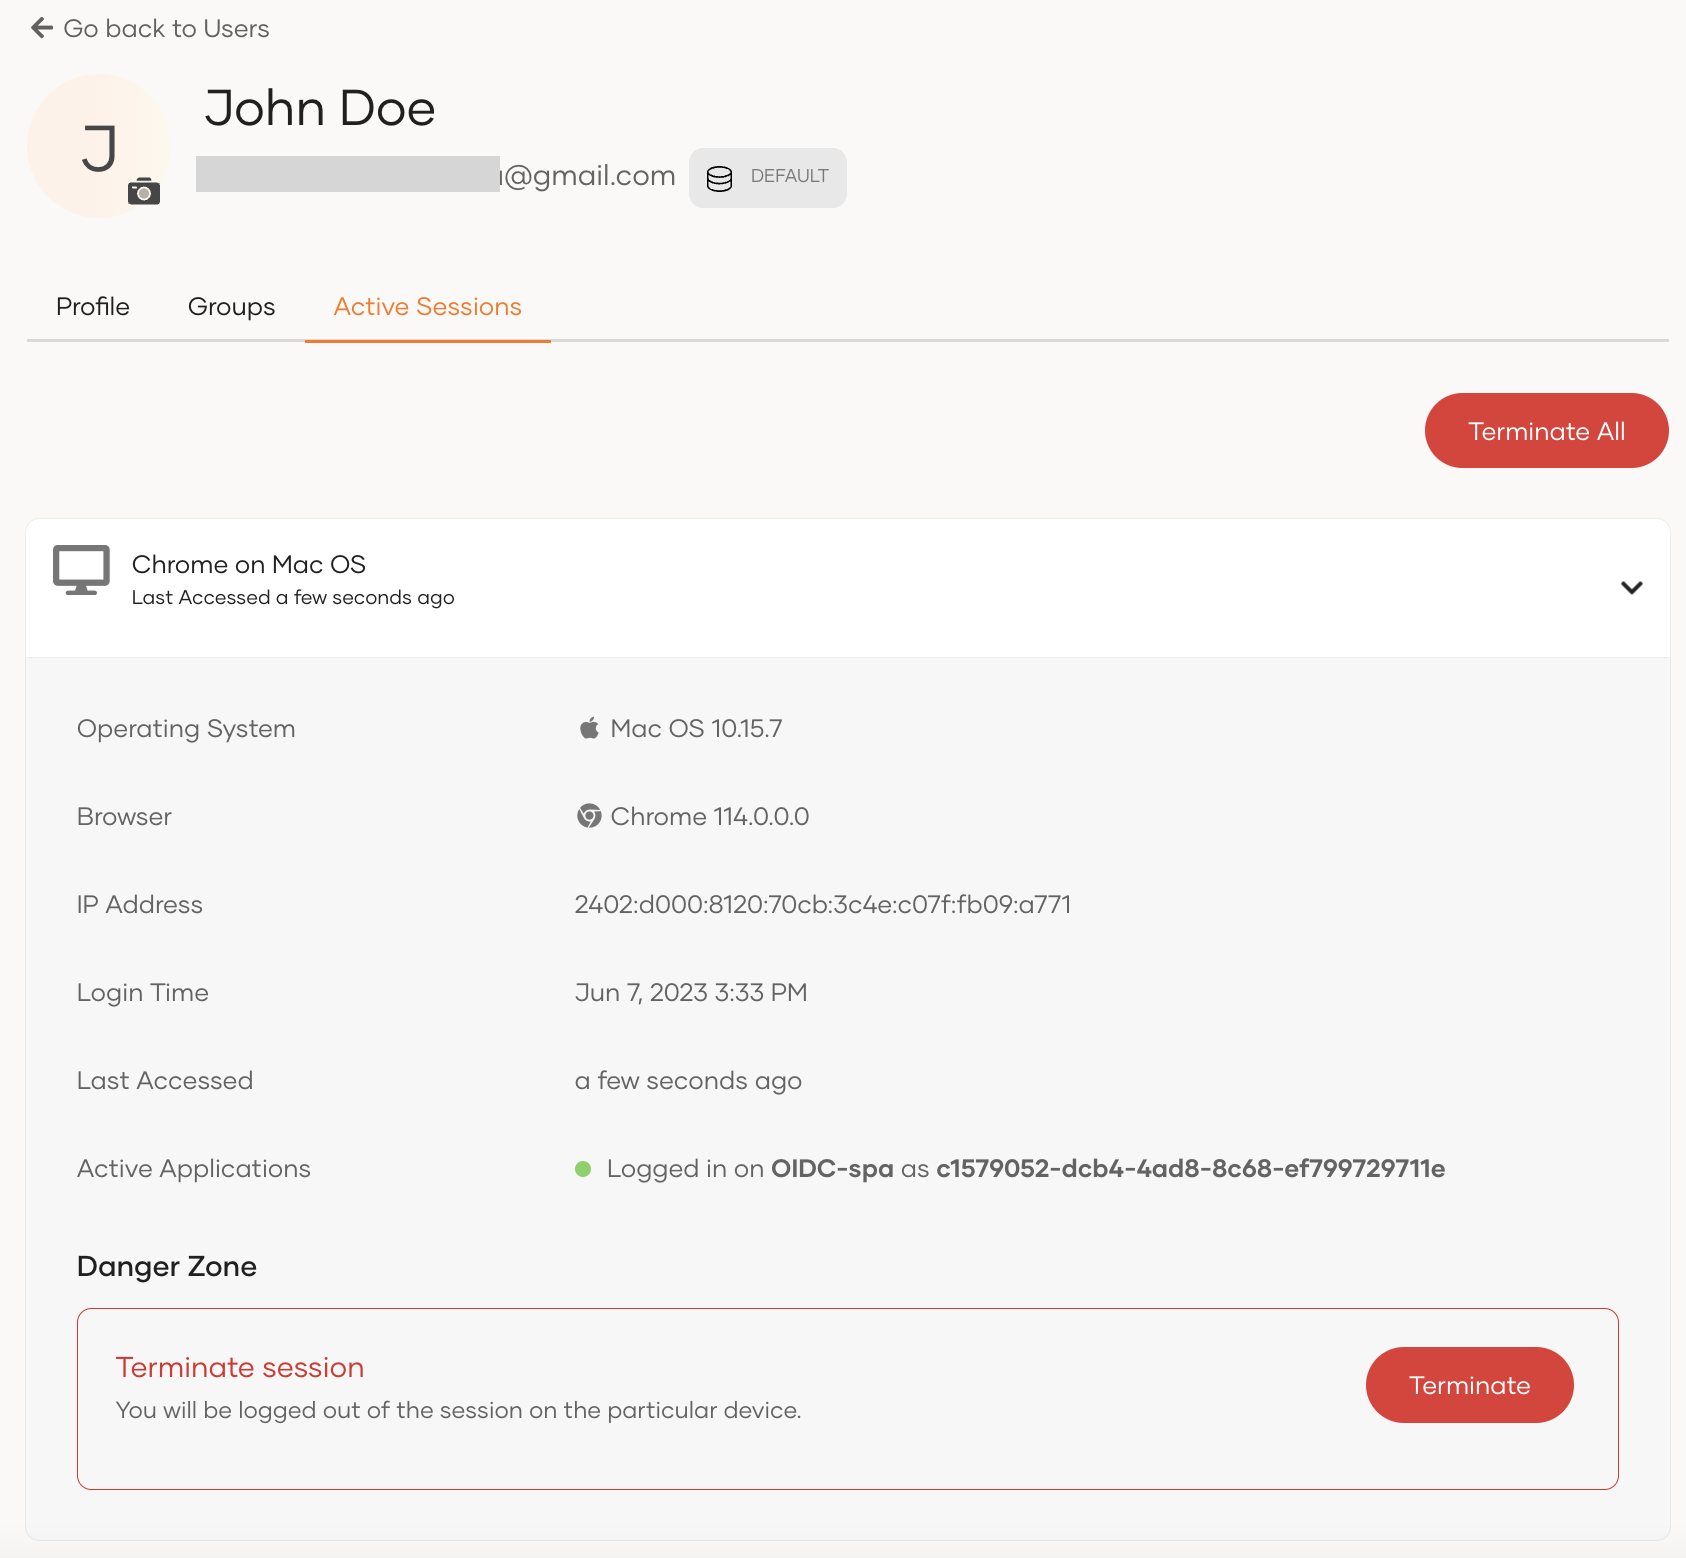 Go back to Users
J
John Doe
@gmail.com
DEFAULT
Profile Groups Active Sessions
Terminate All
Chrome on Mac OS
Last Accessed a few seconds ago
Operating System Mac OS 10.15.7
Browser Chrome 114.0.0.0
IP Address 2402:d000:8120:70cb:3c4e:c07f:fb09:a771
Login Time Jun 7, 2023 3:33 PM
Last Accessed a few seconds ago
Active Applications Logged in on OIDC-spa as c1579052-dcb4-4ad8-8c68-ef799729711e
Danger Zone
Terminate session
You will be logged out of the session on the particular device.
Terminate